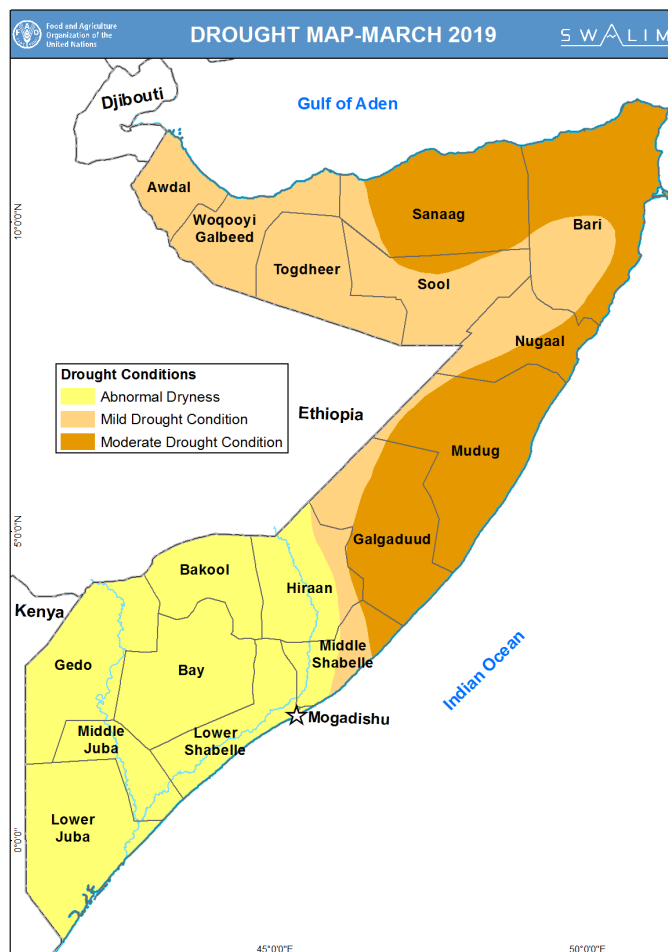 Food and Agriculture
Organization of the
United Nations
DROUGHT MAP-MARCH 2019
SWALIM
Djibouti
Gulf of Aden
Awdal
Woqooyi
Galbeed
Togdheer
Sanaag
Bari
Sool
Nugaal
10°0'0"N
Drought Conditions
Abnormal Dryness
Mild Drought Condition
Moderate Drought Condition
Ethiopia
Mudug
Galgaduud
5°0'0"N
Bakool
Hiraan
Kenya
Gedo
Bay
Middle
Shabelle
Indian Ocean
Mogadishu
Middle
Juba
Lower
Shabelle
Lower
Juba
0°0'0"
45°0'0"E
50°0'0"E